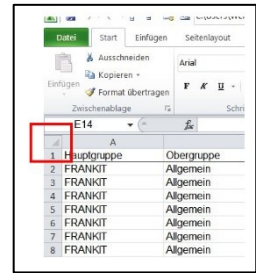 Datei Start Einfügen Seitenlayout
Ausschneiden
Kopieren
Einfügen
Format übertragen
Zwischenablage
Arial
F K U
Schri
E14 fx
A
1 Hauptgruppe Obergruppe
2 FRANKIT Allgemein
3 FRANKIT Allgemein
4 FRANKIT Allgemein
5 FRANKIT Allgemein
6 FRANKIT Allgemein
7 FRANKIT Allgemein
8 FRANKIT Allgemein